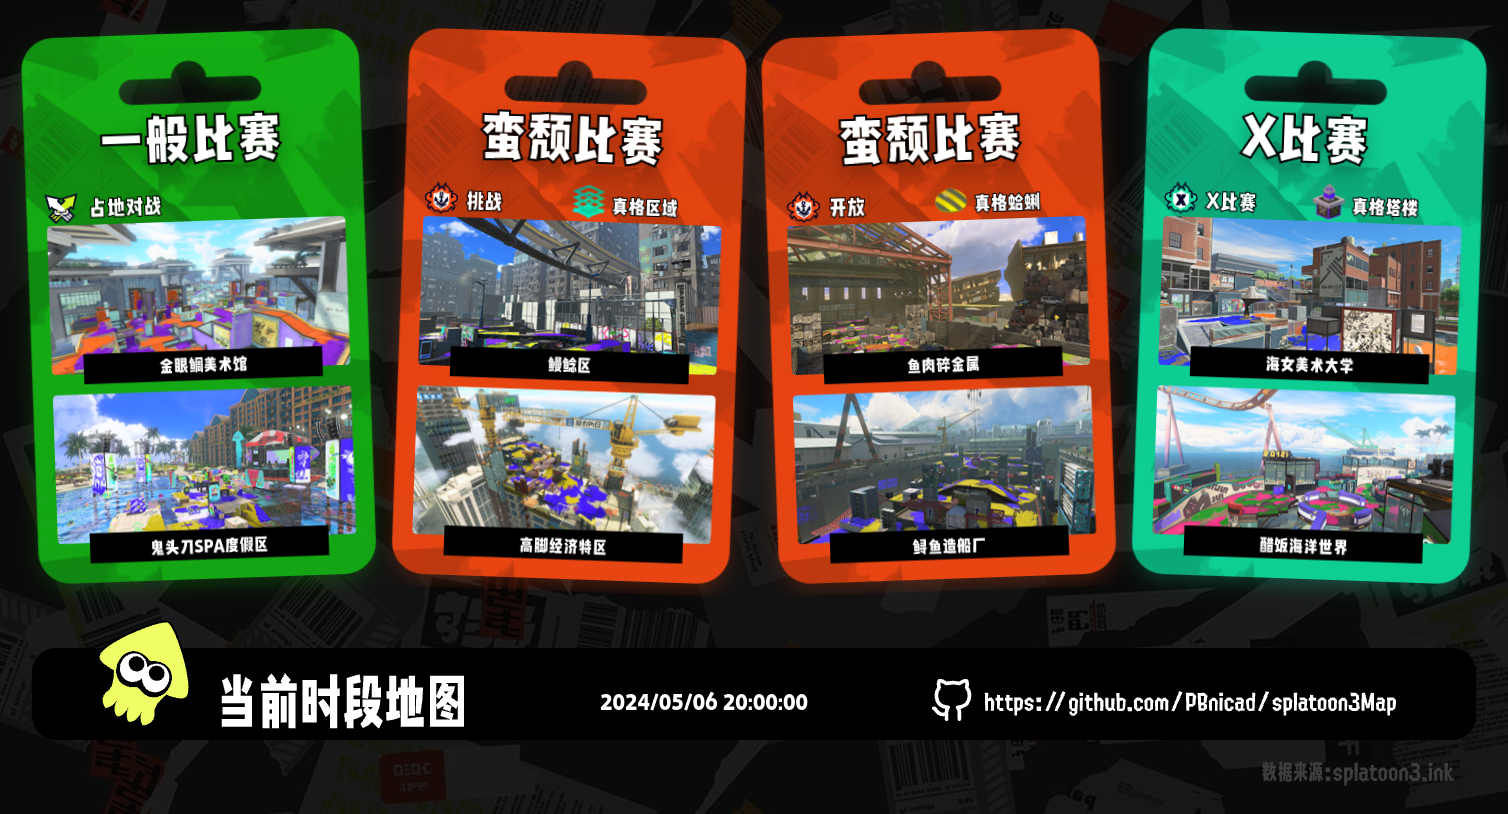 一般比赛
占地对战
金眼鲷美术馆
鬼头刀SPA度假区
蛮颓比赛
挑战
真格区域
鳗鲶区
高脚经济特区
蛮颓比赛
开放
真格蛤蜊
鱼肉碎金属
鲟鱼造船厂
X比赛
X比赛
真格塔楼
海女美术大学
醋饭海洋世界
当前时段地图
2024/05/06 20:00:00
https://github.com/PBnicad/splatoon3Map
数据来源:splatoon3.ink